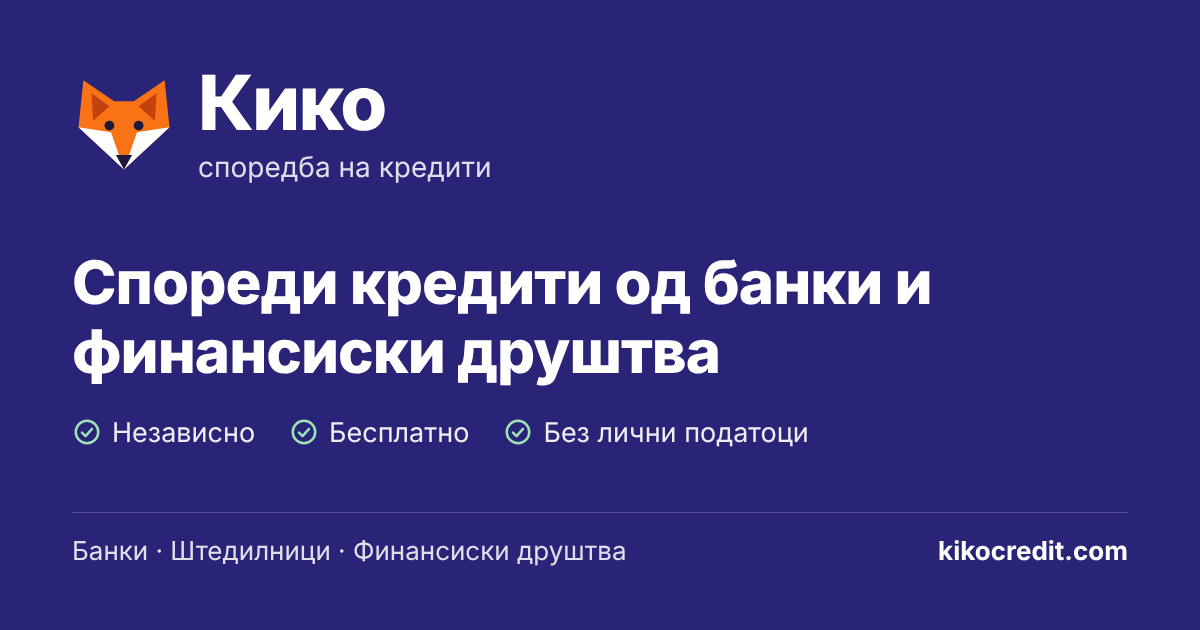 Кико
споредба на кредити
Спореди кредити од банки и
финансиски друштва
Независно Бесплатно Без лични податоци
Банки · Штедилници · Финансиски друштва
kikocredit.com